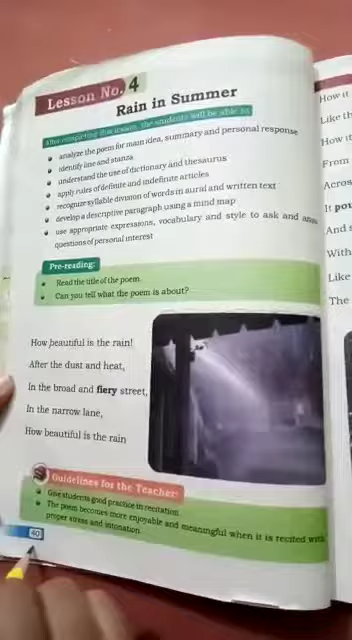 Lesson No. 4
Rain in Summer
After completing this lesson, the students will be able to:
analyze the poem for main idea, summary and personal response
identify line and stanza
understand the use of dictionary and thesaurus
apply rules of definite and indefinite articles
recognize syllable division of words in aural and written text
develop a descriptive paragraph using a mind map
use appropriate expressions, vocabulary and style to ask and
questions of personal interest
Pre-reading:
Read the title of the poem.
Can you tell what the poem is about?
How beautiful is the rain!
After the dust and heat,
In the broad and fiery street,
In the narrow lane,
How beautiful is the rain
Guidelines for the Teacher:
Give students good practice in recitation.
The poem becomes more enjoyable and meaningful when it is recited with
proper stress and intonation.
40
How it
Like th
How it
From
Acros
It pou
And s
With
Like
The